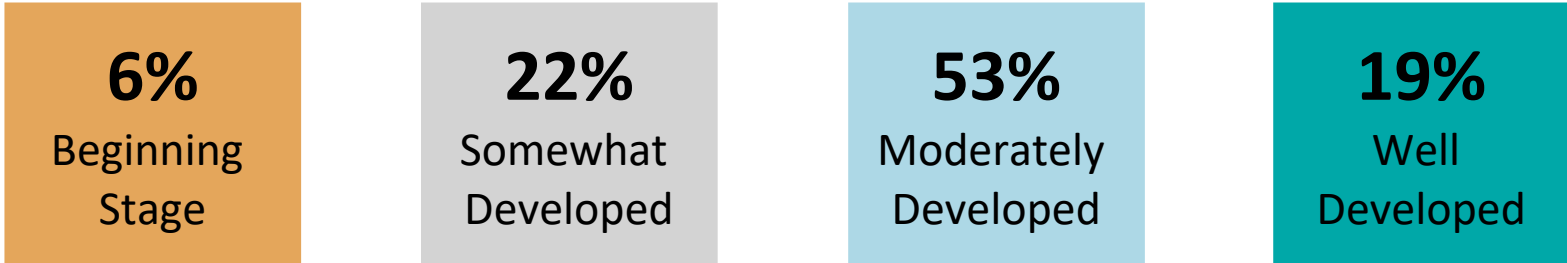 6%
Beginning
Stage
22%
Somewhat
Developed
53%
Moderately
Developed
19%
Well
Developed